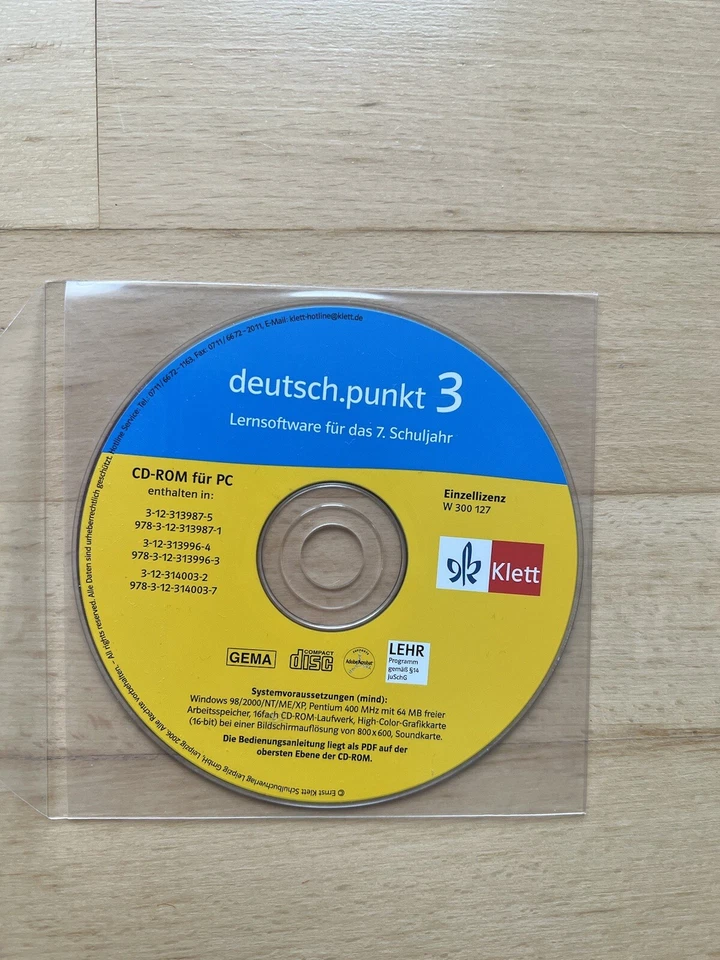 deutsch.punkt 3
Lernsoftware für das 7. Schuljahr
CD-ROM für PC
enthalten in:
3-12-313987-5
978-3-12-313987-1
3-12-313996-4
978-3-12-313996-3
3-12-314003-2
978-3-12-314003-7
Einzellizenz
W 300 127
Klett
GEMA
COMPACT
disc
Adobe Acrobat
LEHR
Programm
gemäß §14
JuSchG
Systemvoraussetzungen (mind):
Windows 98/2000/NT/ME/XP, Pentium 400 MHz mit 64 MB freier
Arbeitsspeicher, 16fach CD-ROM-Laufwerk, High-Color-Grafikkarte
(16-bit) bei einer Bildschirmauflösung von 800 x 600, Soundkarte.
Die Bedienungsanleitung liegt als PDF auf der
obersten Ebene der CD-ROM.
© Ernst Klett Schulbuchverlag Leipzig GmbH, Leipzig 2006. Alle Rechte vorbehalten. – All rights reserved. Alle Daten sind urheberrechtlich geschützt. Hotline Service: Tel.: 0711/6672-1163, Fax: 0711/6672-2011, E-Mail: klett-hotline@klett.de